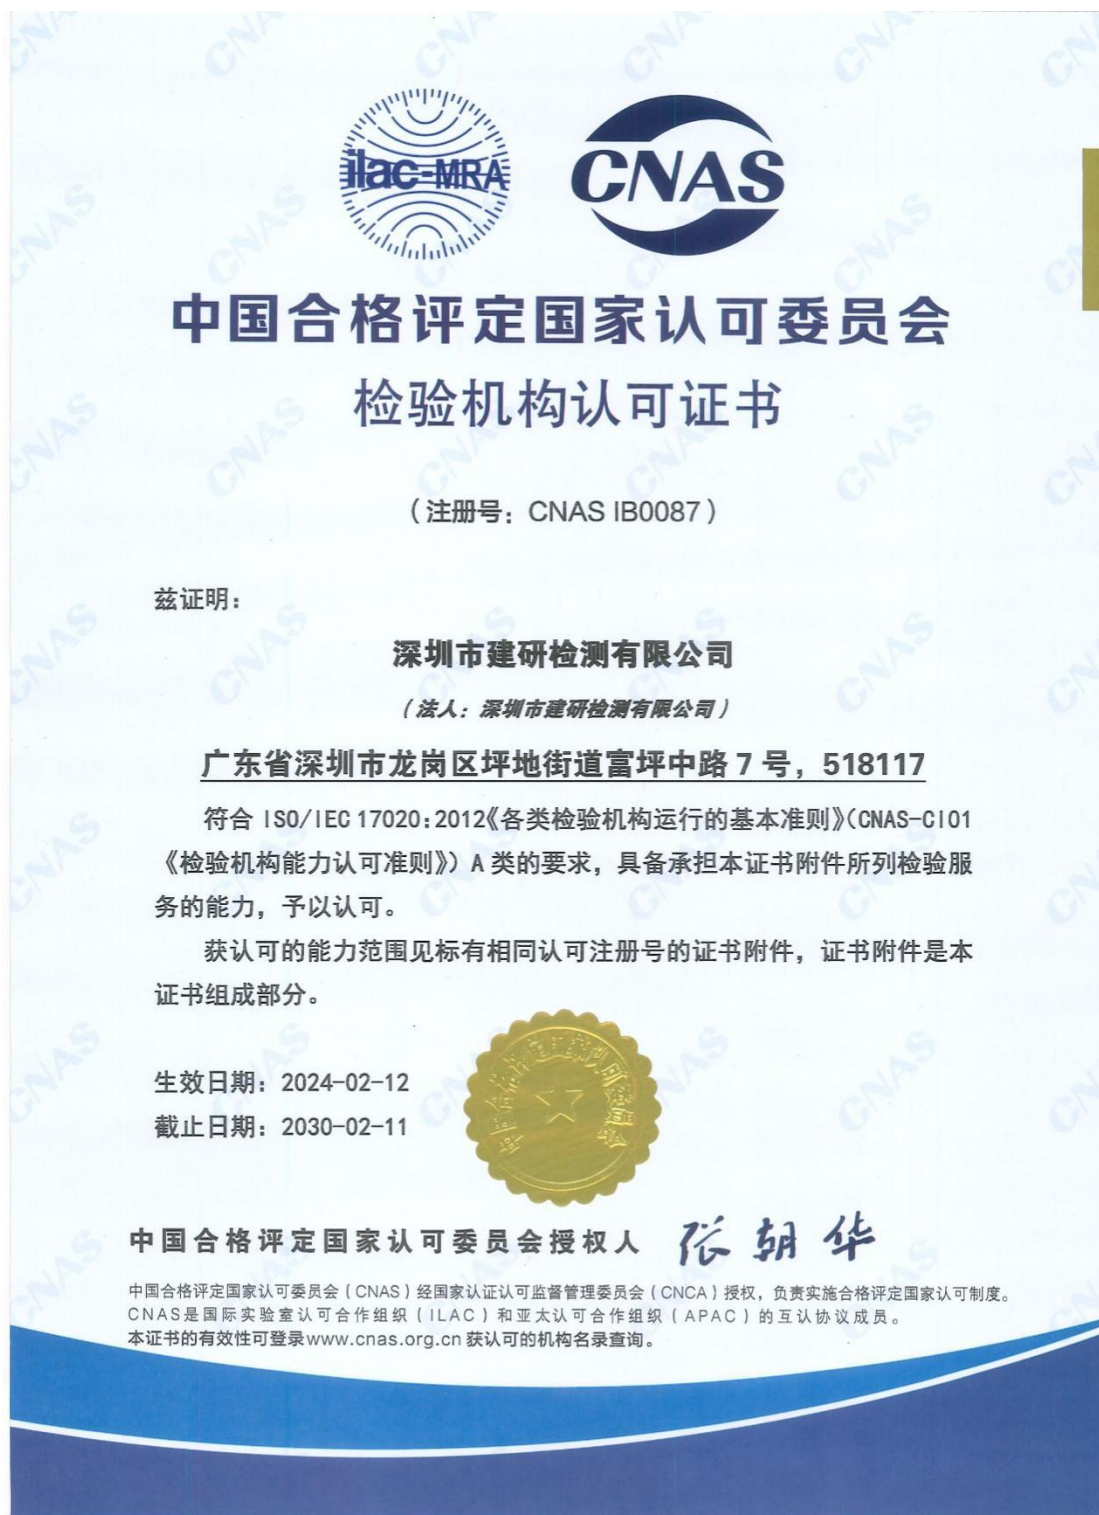 ilac-MRA
CNAS
中国合格评定国家认可委员会
检验机构认可证书
（注册号：CNAS IB0087）
兹证明：
深圳市建研检测有限公司
（法人：深圳市建研检测有限公司）
广东省深圳市龙岗区坪地街道富坪中路 7 号，518117
符合 ISO/IEC 17020:2012《各类检验机构运行的基本准则》（CNAS-CI01
《检验机构能力认可准则》）A 类的要求，具备承担本证书附件所列检验服
务的能力，予以认可。
获认可的能力范围见标有相同认可注册号的证书附件，证书附件是本
证书组成部分。
生效日期：2024-02-12
截止日期：2030-02-11
中国合格评定国家认可委员会
中国合格评定国家认可委员会授权人 张朝华
中国合格评定国家认可委员会（CNAS）经国家认证认可监督管理委员会（CNCA）授权，负责实施合格评定国家认可制度。
CNAS是国际实验室认可合作组织（ILAC）和亚太认可合作组织（APAC）的互认协议成员。
本证书的有效性可登录www.cnas.org.cn 获认可的机构名录查询。